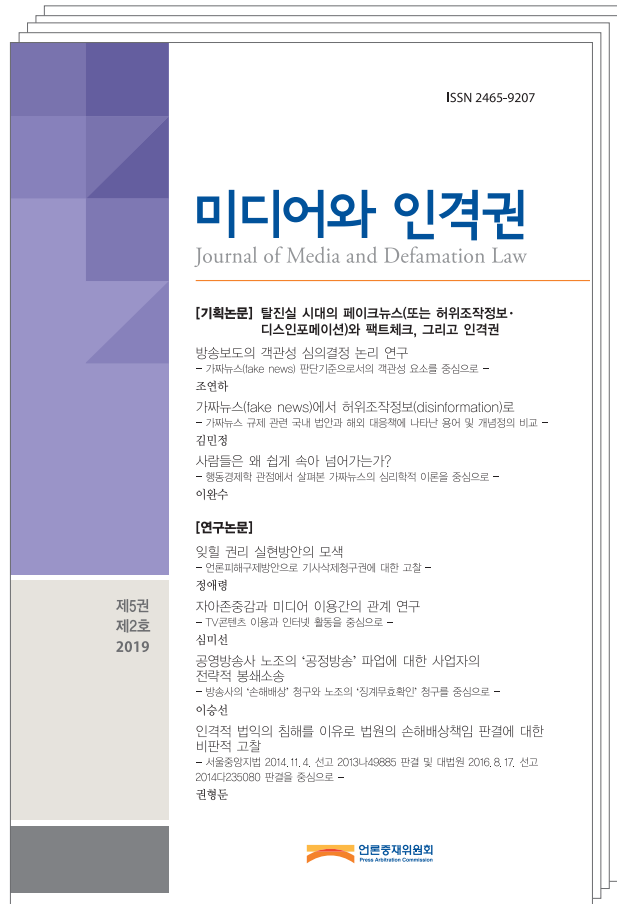 ISSN 2465-9207
미디어와 인격권
Journal of Media and Defamation Law
[기획논문] 탈진실 시대의 페이크뉴스(또는 허위조작정보·
디스인포메이션)와 팩트체크, 그리고 인격권
방송보도의 객관성 심의결정 논리 연구
– 가짜뉴스(fake news) 판단기준으로서의 객관성 요소를 중심으로 –
조연하
가짜뉴스(fake news)에서 허위조작정보(disinformation)로
– 가짜뉴스 규제 관련 국내 법안과 해외 대응책에 나타난 용어 및 개념정의 비교 –
김민정
사람들은 왜 쉽게 속아 넘어가는가?
– 행동경제학 관점에서 살펴본 가짜뉴스의 심리학적 이론을 중심으로 –
이완수
[연구논문]
잊힐 권리 실현방안의 모색
– 언론피해구제방안으로 기사삭제청구권에 대한 고찰 –
정애령
자아존중감과 미디어 이용간의 관계 연구
– TV콘텐츠 이용과 인터넷 활동을 중심으로 –
심미선
공영방송사 노조의 ‘공정방송’ 파업에 대한 사업자의
전략적 봉쇄소송
– 방송사의 ‘손해배상’ 청구와 노조의 ‘징계무효확인’ 청구를 중심으로 –
이승선
인격적 법익의 침해를 이유로 법원의 손해배상책임 판결에 대한
비판적 고찰
– 서울중앙지법 2014. 11. 4. 선고 2013나49885 판결 및 대법원 2016. 8. 17. 선고
2014다235080 판결을 중심으로 –
권형둔
제5권
제2호
2019
언론중재위원회
Press Arbitration Commission